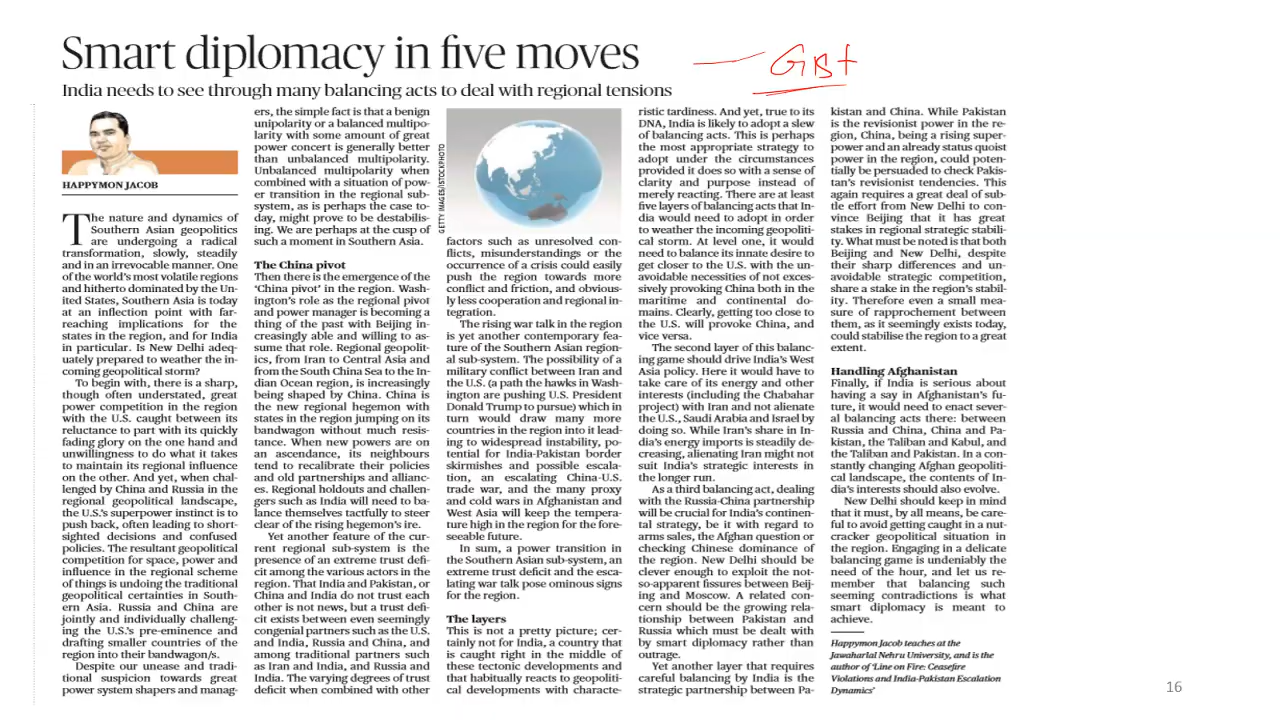 Smart diplomacy in five moves
GIST
India needs to see through many balancing acts to deal with regional tensions
HAPPYMON JACOB
The nature and dynamics of
Southern Asian geopolitics
are undergoing a radical
transformation, slowly, steadily
and in an irrevocable manner. One
of the world's most volatile regions
and hitherto dominated by the Un-
ited States, Southern Asia is today
at an inflection point with far-
reaching implications for the
states in the region, and for India
in particular. Is New Delhi adeq-
uately prepared to weather the in-
coming geopolitical storm?
To begin with, there is a sharp,
though often understated, great
power competition in the region
with the U.S. caught between its
reluctance to part with its quickly
fading glory on the one hand and
unwillingness to do what it takes
to maintain its regional influence
on the other. And yet, when chal-
lenged by China and Russia in the
regional geopolitical landscape,
the U.S.'s superpower instinct is to
push back, often leading to short-
sighted decisions and confused
policies. The resultant geopolitical
competition for space, power and
influence in the regional scheme
of things is undoing the traditional
geopolitical certainties in South-
ern Asia. Russia and China are
jointly and individually challeng-
ing the U.S.'s pre-eminence and
drafting smaller countries of the
region into their bandwagon/s.
Despite our unease and tradi-
tional suspicion towards great
power system shapers and manag-
ers, the simple fact is that a benign
unipolarity or a balanced multipo-
larity with some amount of great
power concert is generally better
than unbalanced multipolarity.
Unbalanced multipolarity when
combined with a situation of pow-
er transition in the regional sub-
system, as is perhaps the case to-
day, might prove to be destabilis-
ing. We are perhaps at the cusp of
such a moment in Southern Asia.
The China pivot
Then there is the emergence of the
'China pivot' in the region. Wash-
ington's role as the regional pivot
and power manager is becoming a
thing of the past with Beijing in-
creasingly able and willing to as-
sume that role. Regional geopolit-
ics, from Iran to Central Asia and
from the South China Sea to the In-
dian Ocean region, is increasingly
being shaped by China. China is
the new regional hegemon with
states in the region jumping on its
bandwagon without much resis-
tance. When new powers are on
an ascendance, its neighbours
tend to recalibrate their policies
and old partnerships and allianc-
es. Regional holdouts and challen-
gers such as India will need to ba-
lance themselves tactfully to steer
clear of the rising hegemon's ire.
Yet another feature of the cur-
rent regional sub-system is the
presence of an extreme trust defi-
cit among the various actors in the
region. That India and Pakistan, or
China and India do not trust each
other is not news, but a trust defi-
cit exists between even seemingly
congenial partners such as the U.S.
and India, Russia and China, and
among traditional partners such
as Iran and India, and Russia and
India. The varying degrees of trust
deficit when combined with other
GETTY IMAGES/ISTOCKPHOTO
factors such as unresolved con-
flicts, misunderstandings or the
occurrence of a crisis could easily
push the region towards more
conflict and friction, and obvious-
ly less cooperation and regional in-
tegration.
The rising war talk in the region
is yet another contemporary fea-
ture of the Southern Asian region-
al sub-system. The possibility of a
military conflict between Iran and
the U.S. (a path the hawks in Wash-
ington are pushing U.S. President
Donald Trump to pursue) which in
turn would draw many more
countries in the region into it lead-
ing to widespread instability, po-
tential for India-Pakistan border
skirmishes and possible escala-
tion, an escalating China-U.S.
trade war, and the many proxy
and cold wars in Afghanistan and
West Asia will keep the tempera-
ture high in the region for the fore-
seeable future.
In sum, a power transition in
the Southern Asian sub-system, an
extreme trust deficit and the esca-
lating war talk pose ominous signs
for the region.
The layers
This is not a pretty picture; cer-
tainly not for India, a country that
is caught right in the middle of
these tectonic developments and
that habitually reacts to geopoliti-
cal developments with characte-
ristic tardiness. And yet, true to its
DNA, India is likely to adopt a slew
of balancing acts. This is perhaps
the most appropriate strategy to
adopt under the circumstances
provided it does so with a sense of
clarity and purpose instead of
merely reacting. There are at least
five layers of balancing acts that In-
dia would need to adopt in order
to weather the incoming geopoliti-
cal storm. At level one, it would
need to balance its innate desire to
get closer to the U.S. with the un-
avoidable necessities of not exces-
sively provoking China both in the
maritime and continental do-
mains. Clearly, getting too close to
the U.S. will provoke China, and
vice versa.
The second layer of this balanc-
ing game should drive India's West
Asia policy. Here it would have to
take care of its energy and other
interests (including the Chabahar
project) with Iran and not alienate
the U.S., Saudi Arabia and Israel by
doing so. While Iran's share in In-
dia's energy imports is steadily de-
creasing, alienating Iran might not
suit India's strategic interests in
the longer run.
As a third balancing act, dealing
with the Russia-China partnership
will be crucial for India's continen-
tal strategy, be it with regard to
arms sales, the Afghan question or
checking Chinese dominance of
the region. New Delhi should be
clever enough to exploit the not-
so-apparent fissures between Beij-
ing and Moscow. A related con-
cern should be the growing rela-
tionship between Pakistan and
Russia which must be dealt with
by smart diplomacy rather than
outrage.
Yet another layer that requires
careful balancing by India is the
strategic partnership between Pa-
kistan and China. While Pakistan
is the revisionist power in the re-
gion, China, being a rising super-
power and an already status quoist
power in the region, could poten-
tially be persuaded to check Pakis-
tan's revisionist tendencies. This
again requires a great deal of sub-
tle effort from New Delhi to con-
vince Beijing that it has great
stakes in regional strategic stabili-
ty. What must be noted is that both
Beijing and New Delhi, despite
their sharp differences and un-
avoidable strategic competition,
share a stake in the region's stabil-
ity. Therefore even a small mea-
sure of rapprochement between
them, as it seemingly exists today,
could stabilise the region to a great
extent.
Handling Afghanistan
Finally, if India is serious about
having a say in Afghanistan's fu-
ture, it would need to enact sever-
al balancing acts there: between
Russia and China, China and Pa-
kistan, the Taliban and Kabul, and
the Taliban and Pakistan. In a con-
stantly changing Afghan geopoliti-
cal landscape, the contents of In-
dia's interests should also evolve.
New Delhi should keep in mind
that it must, by all means, be care-
ful to avoid getting caught in a nut-
cracker geopolitical situation in
the region. Engaging in a delicate
balancing game is undeniably the
need of the hour, and let us re-
member that balancing such
seeming contradictions is what
smart diplomacy is meant to
achieve.
Happymon Jacob teaches at the
Jawaharlal Nehru University, and is the
author of 'Line on Fire: Ceasefire
Violations and India-Pakistan Escalation
Dynamics'
16